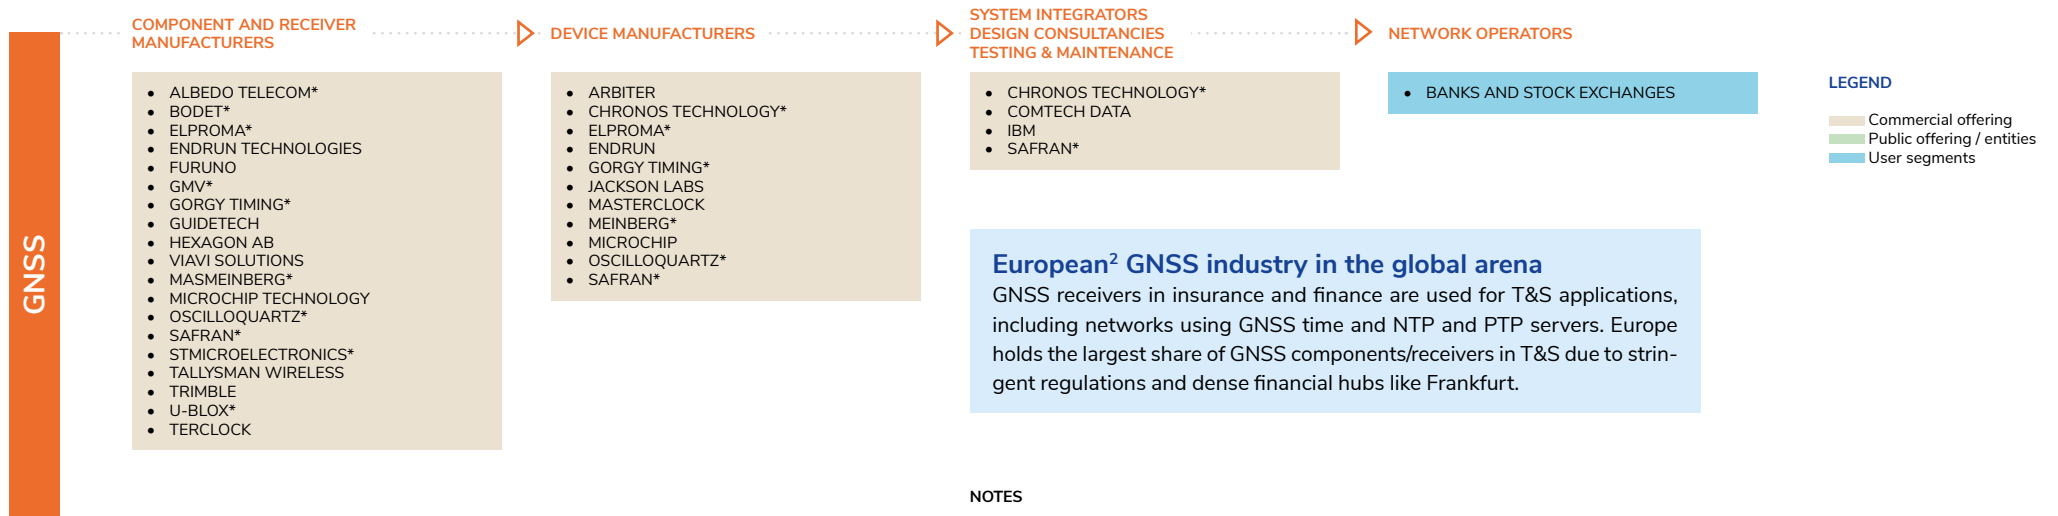 GNSS
COMPONENT AND RECEIVER
MANUFACTURERS
• ALBEDO TELECOM*
• BODET*
• ELPROMA*
• ENDRUN TECHNOLOGIES
• FURUNO
• GMV*
• GORGY TIMING*
• GUIDETECH
• HEXAGON AB
• VIAVI SOLUTIONS
• MASMEINBERG*
• MICROCHIP TECHNOLOGY
• OSCILLOQUARTZ*
• SAFRAN*
• STMICROELECTRONICS*
• TALLYSMAN WIRELESS
• TRIMBLE
• U-BLOX*
• TERCLOCK
DEVICE MANUFACTURERS
• ARBITER
• CHRONOS TECHNOLOGY*
• ELPROMA*
• ENDRUN
• GORGY TIMING*
• JACKSON LABS
• MASTERCLOCK
• MEINBERG*
• MICROCHIP
• OSCILLOQUARTZ*
• SAFRAN*
SYSTEM INTEGRATORS
DESIGN CONSULTANCIES
TESTING & MAINTENANCE
• CHRONOS TECHNOLOGY*
• COMTECH DATA
• IBM
• SAFRAN*
NETWORK OPERATORS
• BANKS AND STOCK EXCHANGES
LEGEND
Commercial offering
Public offering / entities
User segments
European² GNSS industry in the global arena
GNSS receivers in insurance and finance are used for T&S applications,
including networks using GNSS time and NTP and PTP servers. Europe
holds the largest share of GNSS components/receivers in T&S due to strin-
gent regulations and dense financial hubs like Frankfurt.
NOTES